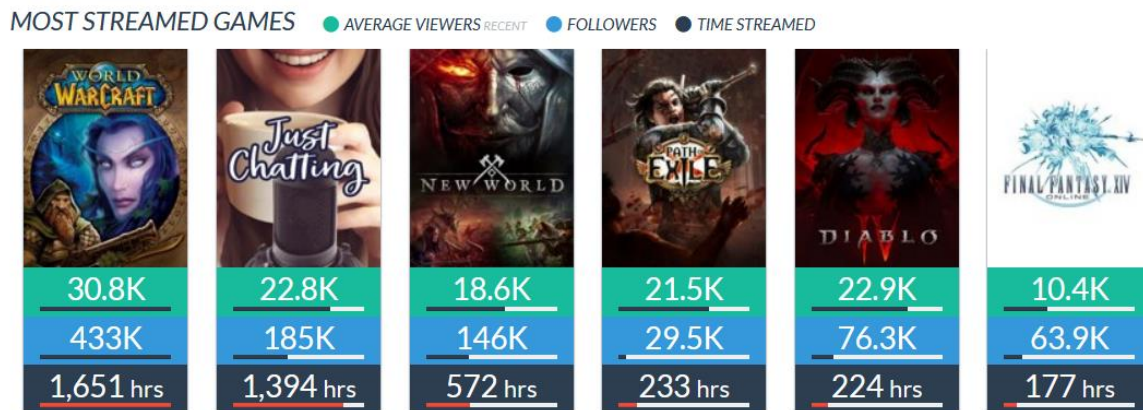 MOST STREAMED GAMES AVERAGE VIEWERS RECENT FOLLOWERS TIME STREAMED
WORLD
WARCRAFT
Just
Chatting
NEW WORLD
PATH
EXILE
DIABLO
IV
FINAL FANTASY XIV
ONLINE
30.8K 22.8K 18.6K 21.5K 22.9K 10.4K
433K 185K 146K 29.5K 76.3K 63.9K
1,651 hrs 1,394 hrs 572 hrs 233 hrs 224 hrs 177 hrs